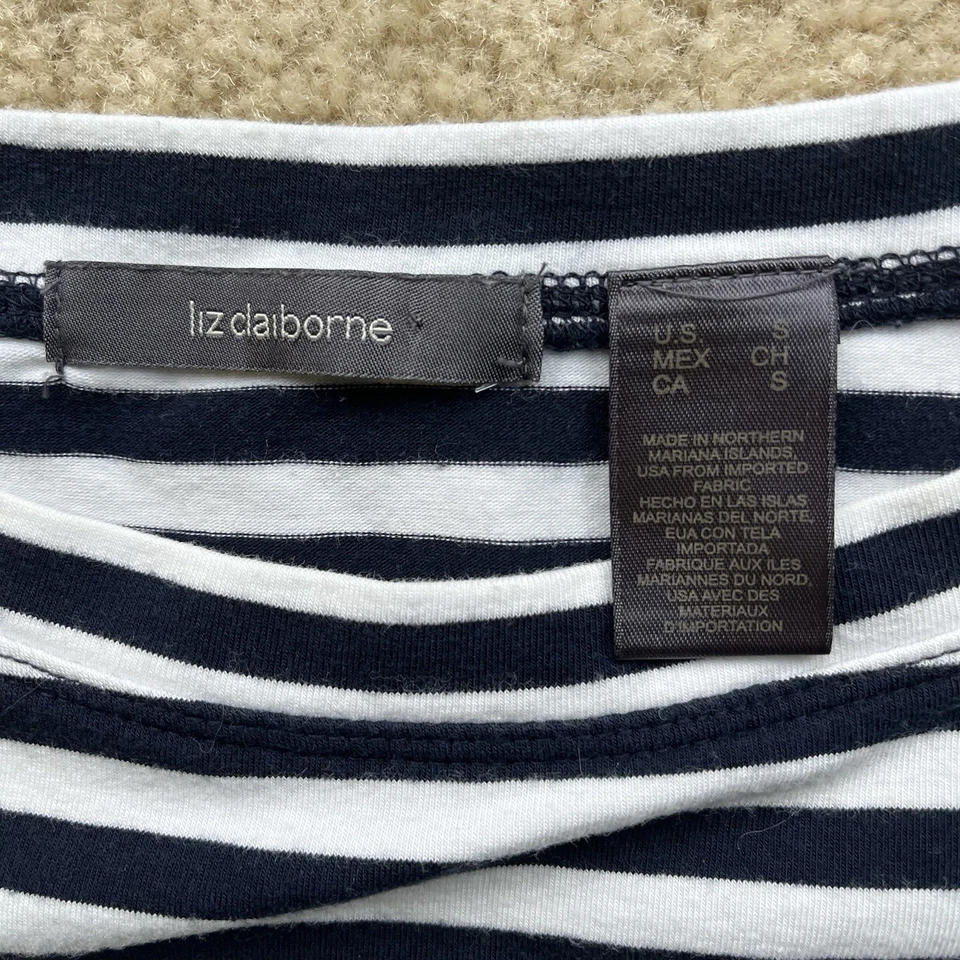 liz claiborne
U.S. S
MEX CH
CA S
MADE IN NORTHERN
MARIANA ISLANDS,
USA FROM IMPORTED
FABRIC
HECHO EN LAS ISLAS
MARIANAS DEL NORTE,
EUA CON TELA
IMPORTADA
FABRIQUE AUX ILES
MARIANNES DU NORD,
USA AVEC DES
MATERIAUX
D'IMPORTATION